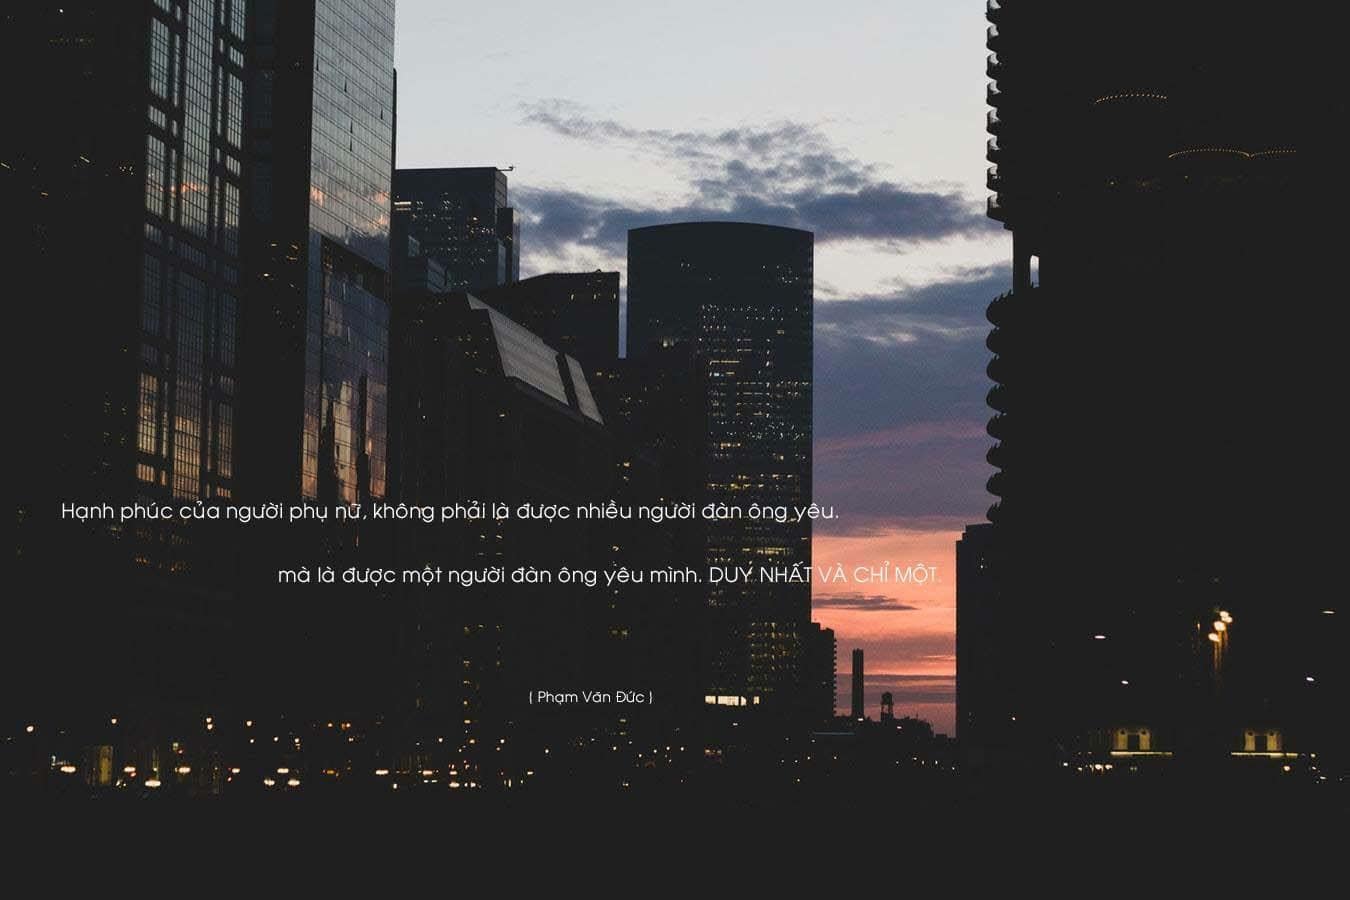 Hạnh phúc của người phụ nữ, không phải là được nhiều người đàn ông yêu.
mà là được một người đàn ông yêu mình. DUY NHẤT VÀ CHỈ MỘT.
( Phạm Văn Đức )